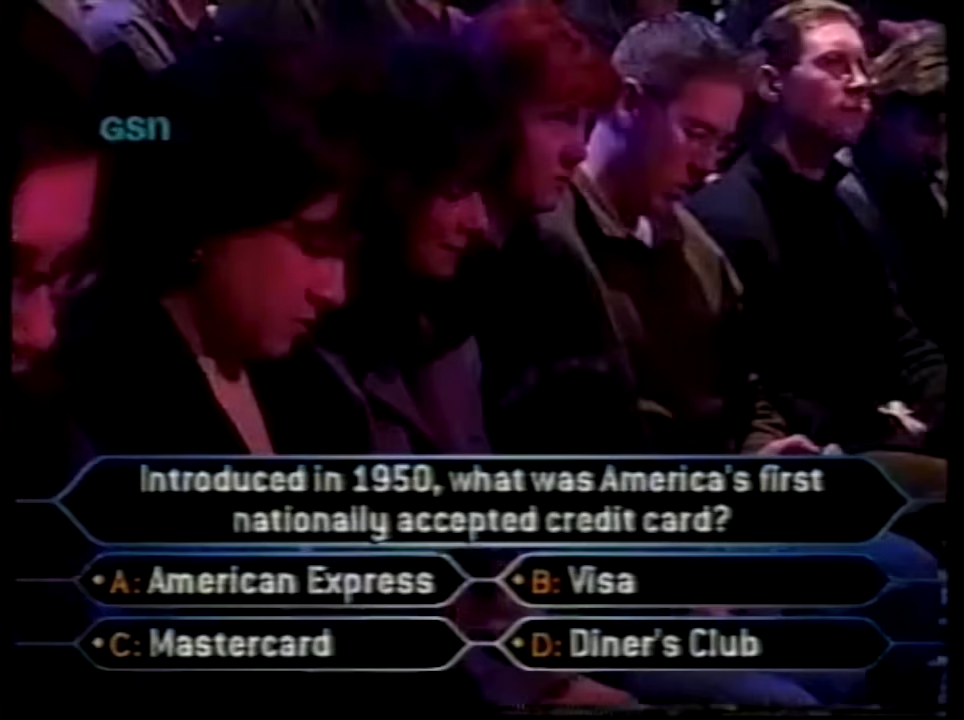 GSN
Introduced in 1950, what was America's first
nationally accepted credit card?
• A: American Express
• B: Visa
• C: Mastercard
• D: Diner's Club